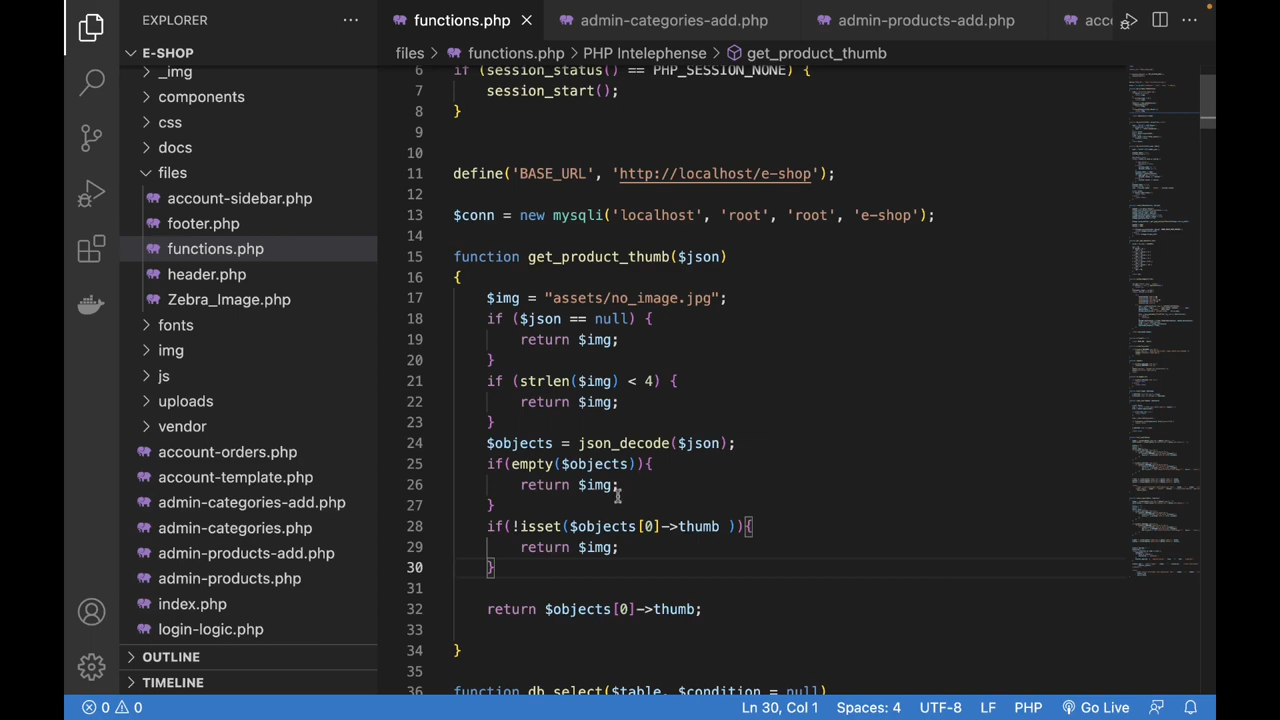 EXPLORER
functions.php
admin-categories-add.php
admin-products-add.php
acc
E-SHOP
files
functions.php
PHP Intelephense
get_product_thumb
_img
components
css
docs
files
account-sidebar.php
footer.php
functions.php
header.php
Zebra_Image.php
fonts
img
js
uploads
vendor
account-orders.php
account-template.php
admin-categories-add.php
admin-categories.php
admin-products-add.php
admin-products.php
index.php
login-logic.php
OUTLINE
TIMELINE
6 if (session_status() == PHP_SESSION_NONE) {
7 session_start();
8 }
9
10
11 define('BASE_URL', 'http://localhost/e-shop');
12
13 $conn = new mysqli('localhost', 'root', 'root', 'e-shop');
14
15 function get_product_thumb($json)
16 {
17 $img = "assets/no_image.jpg";
18 if ($json == null) {
19 return $img;
20 }
21 if (strlen($img) < 4) {
22 return $img;
23 }
24 $objects = json_decode($json);
25 if(empty($objects)){
26 return $img;
27 }
28 if(!isset($objects[0]->thumb )){
29 return $img;
30 }
31
32 return $objects[0]->thumb;
33
34 }
35
36 function db_select($table, $condition = null)
0 0 Ln 30, Col 1 Spaces: 4 UTF-8 LF PHP Go Live